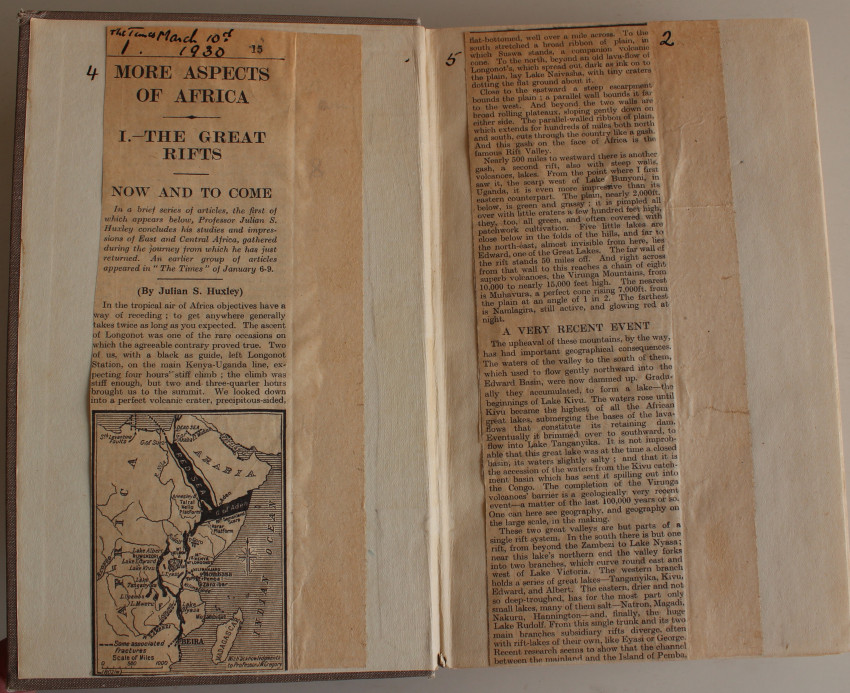 The Times March 10th
1. 1930 15
4
MORE ASPECTS
OF AFRICA
I.—THE GREAT
RIFTS
NOW AND TO COME
In a brief series of articles, the first of
which appears below, Professor Julian S.
Huxley concludes his studies and impres-
sions of East and Central Africa, gathered
during the journey from which he has just
returned. An earlier group of articles
appeared in "The Times" of January 6-9.
(By Julian S. Huxley)
In the tropical air of Africa objectives have a
way of receding; to get anywhere generally
takes twice as long as you expected. The ascent
of Longonot was one of the rare occasions on
which the agreeable contrary proved true. Two
of us, with a black as guide, left Longonot
Station, on the main Kenya-Uganda line, ex-
pecting four hours' stiff climb; the climb was
stiff enough, but two and three-quarter hours
brought us to the summit. We looked down
into a perfect volcanic crater, precipitous-sided,
DEAD SEA
ARABIA
RED SEA
G of Aden
AFRICA
INDIAN OCEAN
Lake Albert
Lake Edward
Lake Kivu
Mombasa
Pemba
Zanzibar
L. Mweru
Lake
Nyasa
BEIRA
MADAGASCAR
Some associated
fractures
Scale of Miles
0 500 1000
With acknowledgments
to Professor J.W. Gregory
5
2
flat-bottomed, well over a mile across. To the
south stretched a broad ribbon of plain, in
which Suswa stands, a companion volcanic
cone. To the north, beyond an old lava-flow of
Longonot's, which spread out dark as ink on to
the plain, lay Lake Naivasha, with tiny craters
dotting the flat ground about it.
Close to the eastward a steep escarpment
bounds the plain; a parallel wall bounds it far
to the west. And beyond the two walls are
broad rolling plateaux, sloping gently down on
either side. The parallel-walled ribbon of plain,
which extends for hundreds of miles both north
and south, cuts through the country like a gash.
And this gash on the face of Africa is the
famous Rift Valley.
Nearly 500 miles to westward there is another
gash, a second rift, also with steep walls,
volcanoes, lakes. From the point where I first
saw it, the scarp west of Lake Bunyoni, in
Uganda, it is even more impressive than its
eastern counterpart. The plain, nearly 2,000ft.
below, is green and grassy; it is pimpled all
over with little craters a few hundred feet high,
they, too, all green, and often covered with
patchwork cultivation. Five little lakes are
close below in the folds of the hills, and far to
the north-east, almost invisible from here, lies
Edward, one of the Great Lakes. The far wall of
the rift stands 50 miles off. And right across
from that wall to this reaches a chain of eight
superb volcanoes, the Virunga Mountains, from
10,000 to nearly 15,000 feet high. The nearest
is Muhavura, a perfect cone rising 7,000ft. from
the plain at an angle of 1 in 2. The farthest
is Namlagira, still active, and glowing red at
night.
A VERY RECENT EVENT
The upheaval of these mountains, by the way,
has had important geographical consequences.
The waters of the valley to the south of them,
which used to flow gently northward into the
Edward Basin, were now dammed up. Gradu-
ally they accumulated, to form a lake—the
beginnings of Lake Kivu. The waters rose until
Kivu became the highest of all the African
great lakes, submerging the bases of the lava-
flows that constitute its retaining dam.
Eventually it brimmed over to southward, to
flow into Lake Tanganyika. It is not improb-
able that this great lake was at the time a closed
basin, its waters slightly salty; and that it is
the accession of the waters from the Kivu catch-
ment basin which has sent it spilling out into
the Congo. The completion of the Virunga
volcanoes' barrier is a geologically very recent
event—a matter of the last 100,000 years or so.
One can here see geography, and geography on
the large scale, in the making.
These two great valleys are but parts of a
single rift system. In the south there is but one
rift, from beyond the Zambezi to Lake Nyasa;
near this lake's northern end the valley forks
into two branches, which curve round east and
west of Lake Victoria. The western branch
holds a series of great lakes—Tanganyika, Kivu,
Edward, and Albert. The eastern, drier and not
so deep-troughed, has for the most part only
small lakes, many of them salt—Natron, Magadi,
Nakuru, Hannington—and, finally, the huge
Lake Rudolf. From this single trunk and its two
main branches subsidiary rifts diverge, often
with rift-lakes of their own, like Eyasi or George.
Recent research seems to show that the channel
between the mainland and the Island of Pemba,